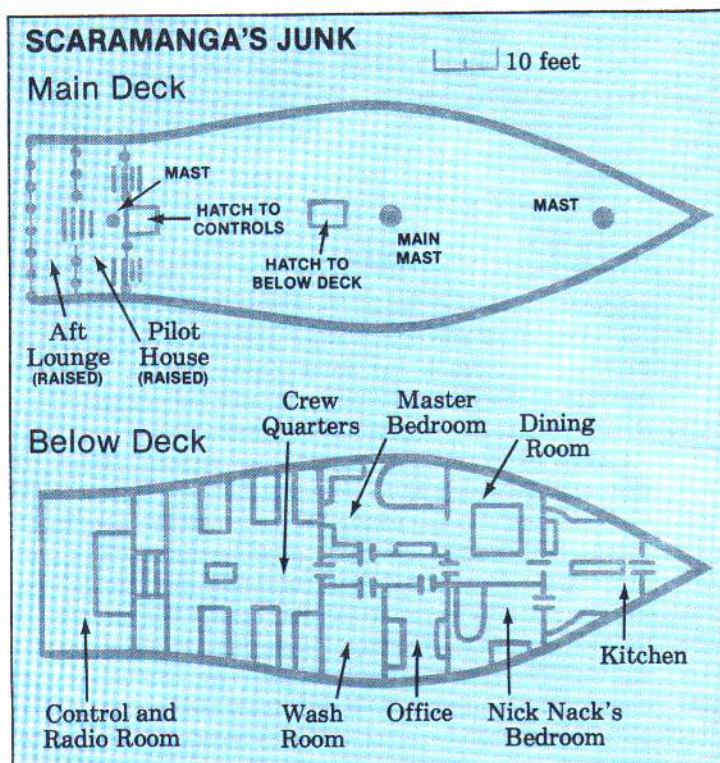 SCARAMANGA'S JUNK
10 feet
Main Deck
MAST
HATCH TO
CONTROLS
HATCH TO
BELOW DECK
MAIN
MAST
MAST
Aft
Lounge
(RAISED)
Pilot
House
(RAISED)
Below Deck
Crew
Quarters
Master
Bedroom
Dining
Room
Control and
Radio Room
Wash
Room
Office
Nick Nack's
Bedroom
Kitchen